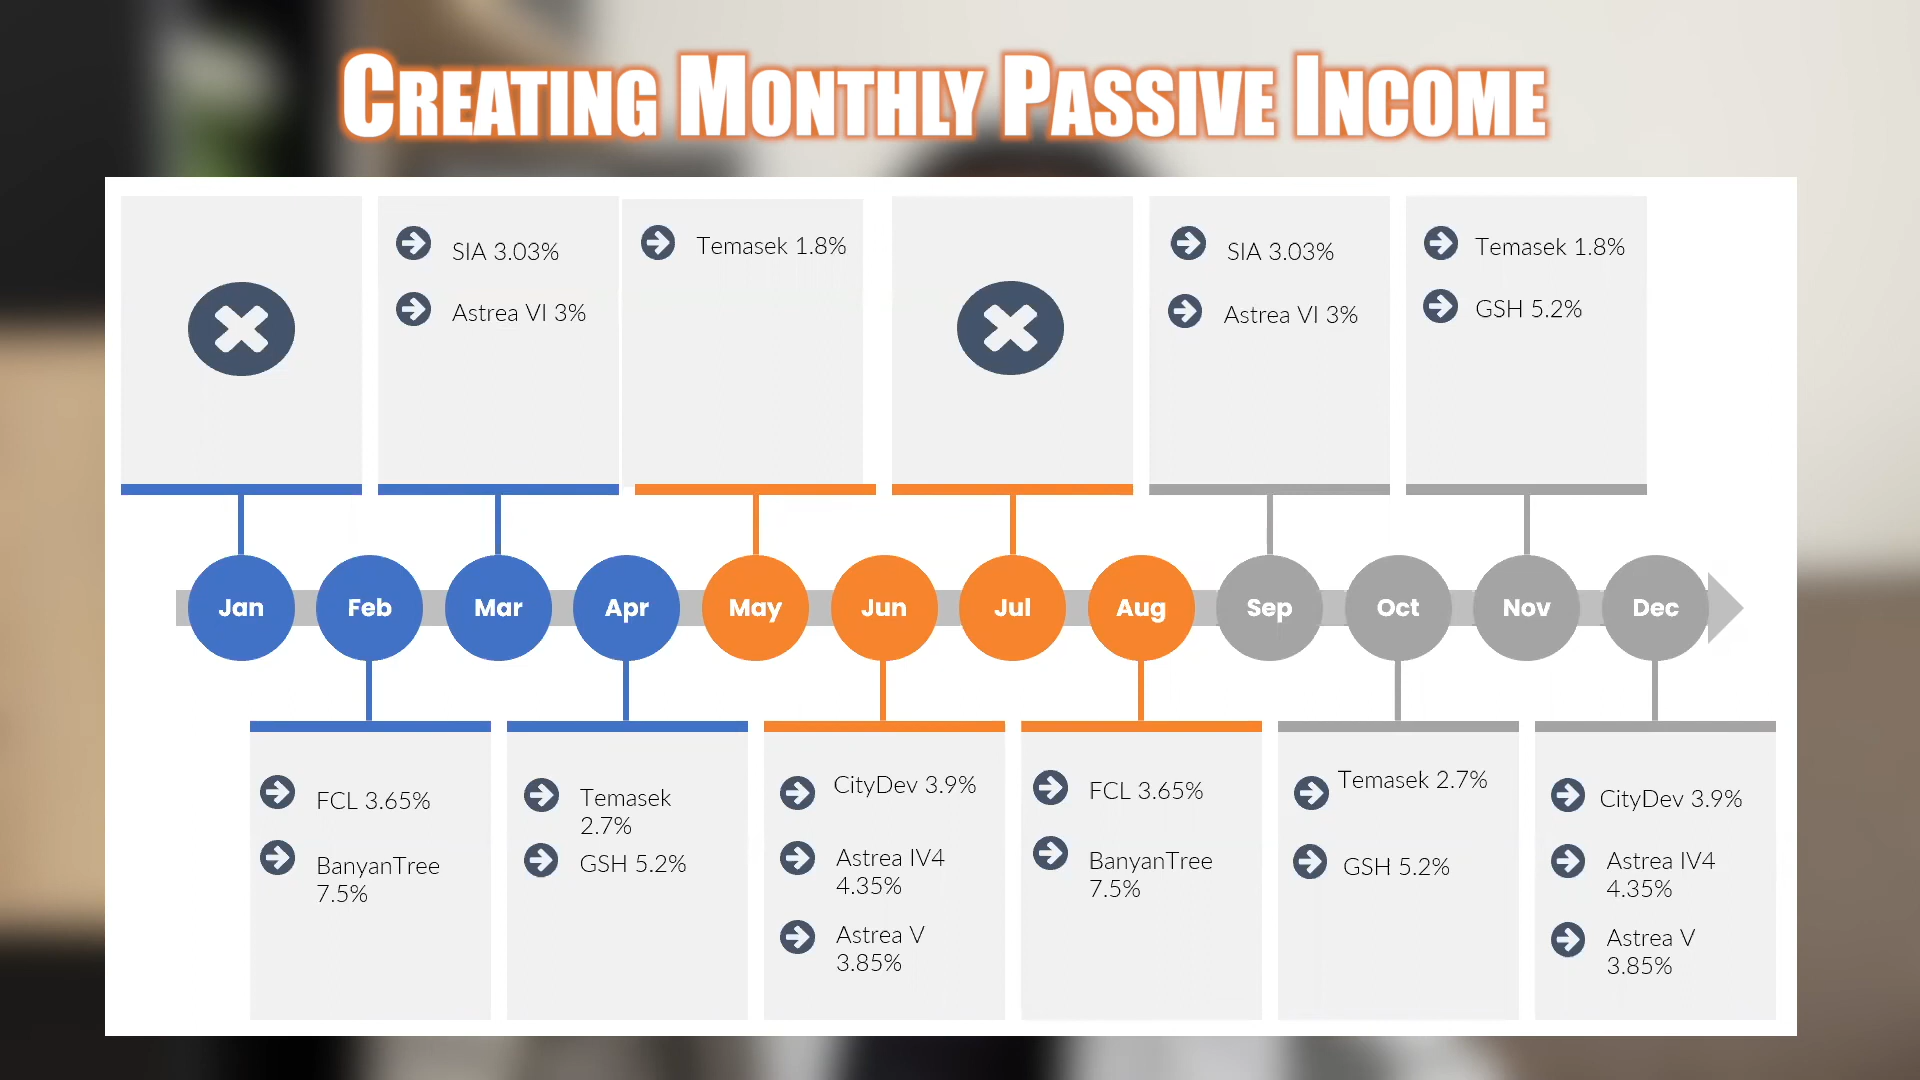 CREATING MONTHLY PASSIVE INCOME
SIA 3.03%
Astrea VI 3%
Temasek 1.8%
SIA 3.03%
Astrea VI 3%
Temasek 1.8%
GSH 5.2%
Jan
Feb
Mar
Apr
May
Jun
Jul
Aug
Sep
Oct
Nov
Dec
FCL 3.65%
BanyanTree
7.5%
Temasek
2.7%
GSH 5.2%
CityDev 3.9%
Astrea IV4
4.35%
Astrea V
3.85%
FCL 3.65%
BanyanTree
7.5%
Temasek 2.7%
GSH 5.2%
CityDev 3.9%
Astrea IV4
4.35%
Astrea V
3.85%